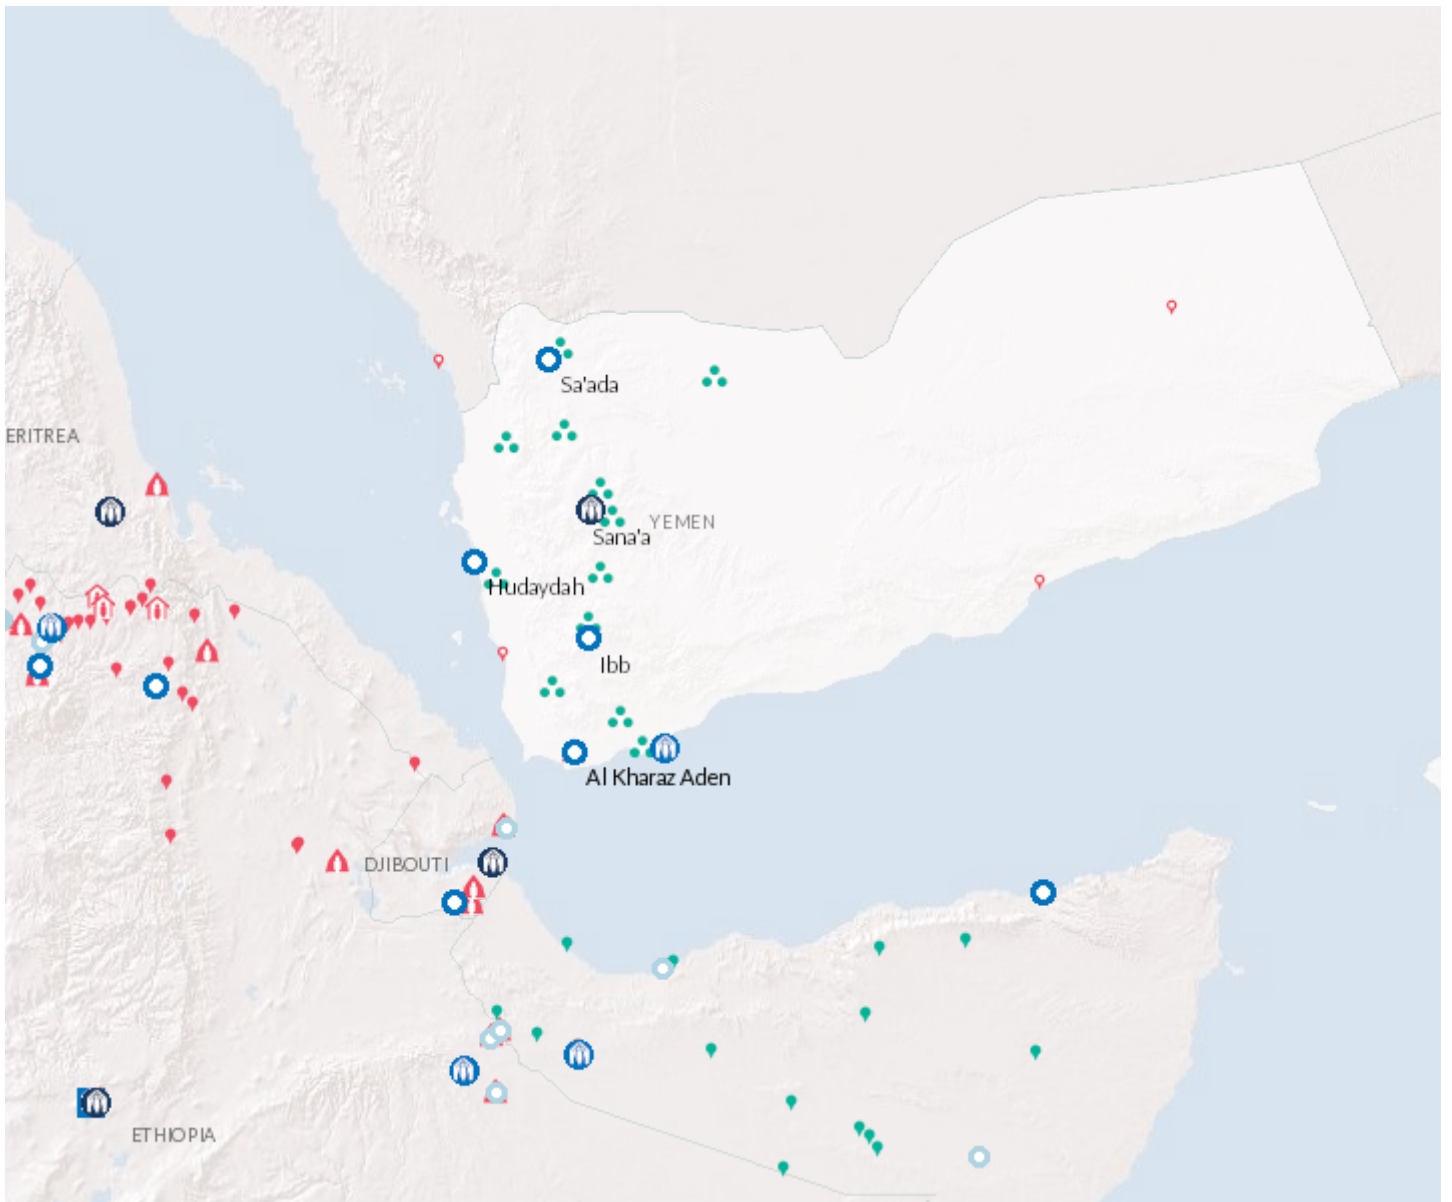 Sa'ada
ERITREA
YEMEN
Sana'a
Hudaydah
Ibb
Al Kharaz Aden
DJIBOUTI
ETHIOPIA